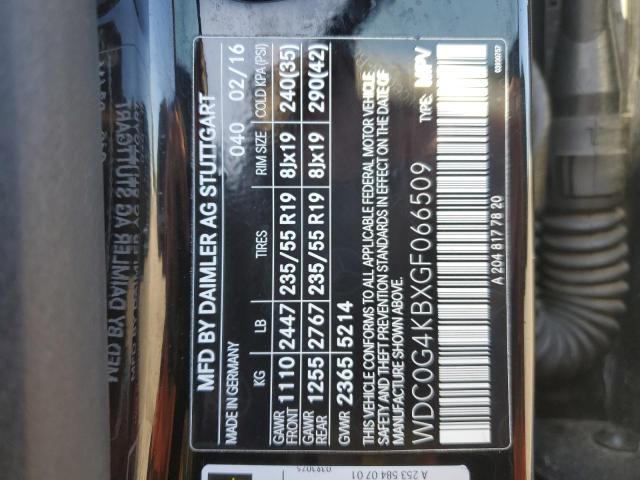 MFD BY DAIMLER AG STUTTGART
MADE IN GERMANY 040 02/16
KG LB TIRES RIM SIZE COLD KPA (PSI)
GAWR FRONT 1110 2447 235/55 R19 8Jx19 240(35)
GAWR REAR 1255 2767 235/55 R19 8Jx19 290(42)
GVWR 2365 5214
THIS VEHICLE CONFORMS TO ALL APPLICABLE FEDERAL MOTOR VEHICLE
SAFETY AND THEFT PREVENTION STANDARDS IN EFFECT ON THE DATE OF
MANUFACTURE SHOWN ABOVE.
WDC0G4KBXGF066509 TYPE: MPV
A 204 817 78 20
A 253 584 07 01